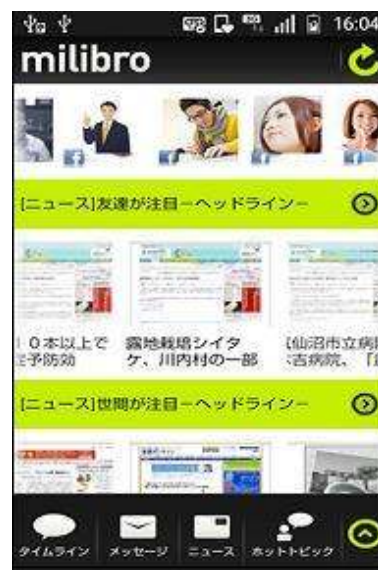 16:04
milibro
[ニュース]友達が注目－ヘッドライン－
10本以上で
予防効
露地栽培シイタ
ケ、川内村の一部
仙沼市立病
吉病院、「
[ニュース]世間が注目－ヘッドライン－
タイムライン
メッセージ
ニュース
ホットトピック